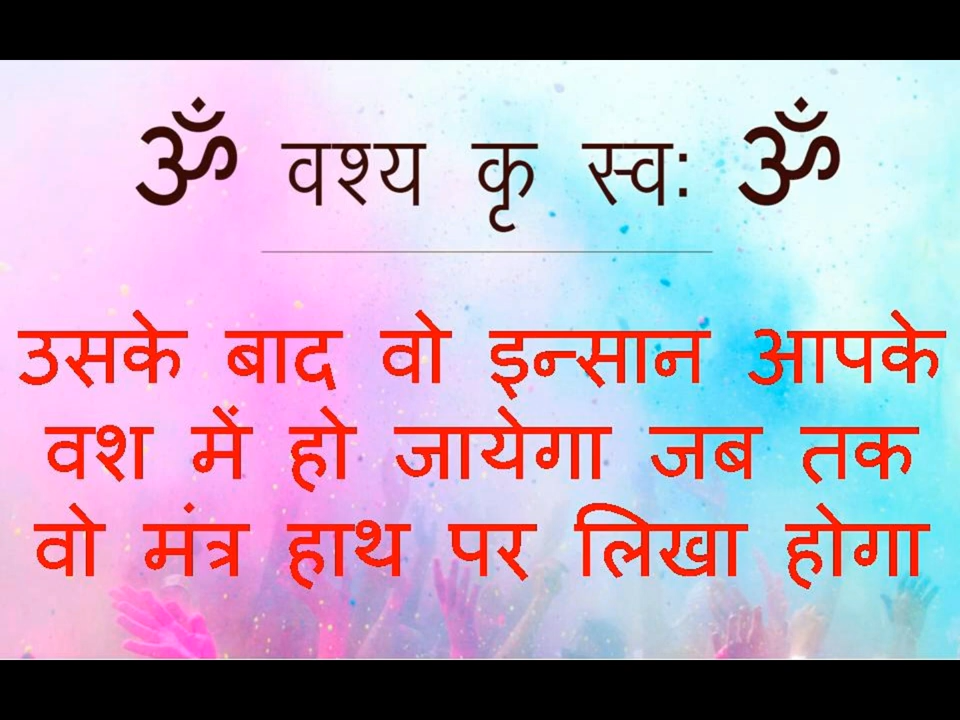 ॐ वश्य कृ स्वः ॐ
उसके बाद वो इन्सान आपके
वश में हो जायेगा जब तक
वो मंत्र हाथ पर लिखा होगा